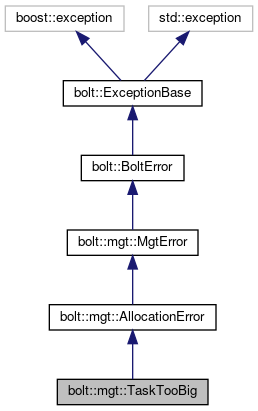 boost::exception
std::exception
bolt::ExceptionBase
bolt::BoltError
bolt::mgt::MgtError
bolt::mgt::AllocationError
bolt::mgt::TaskTooBig